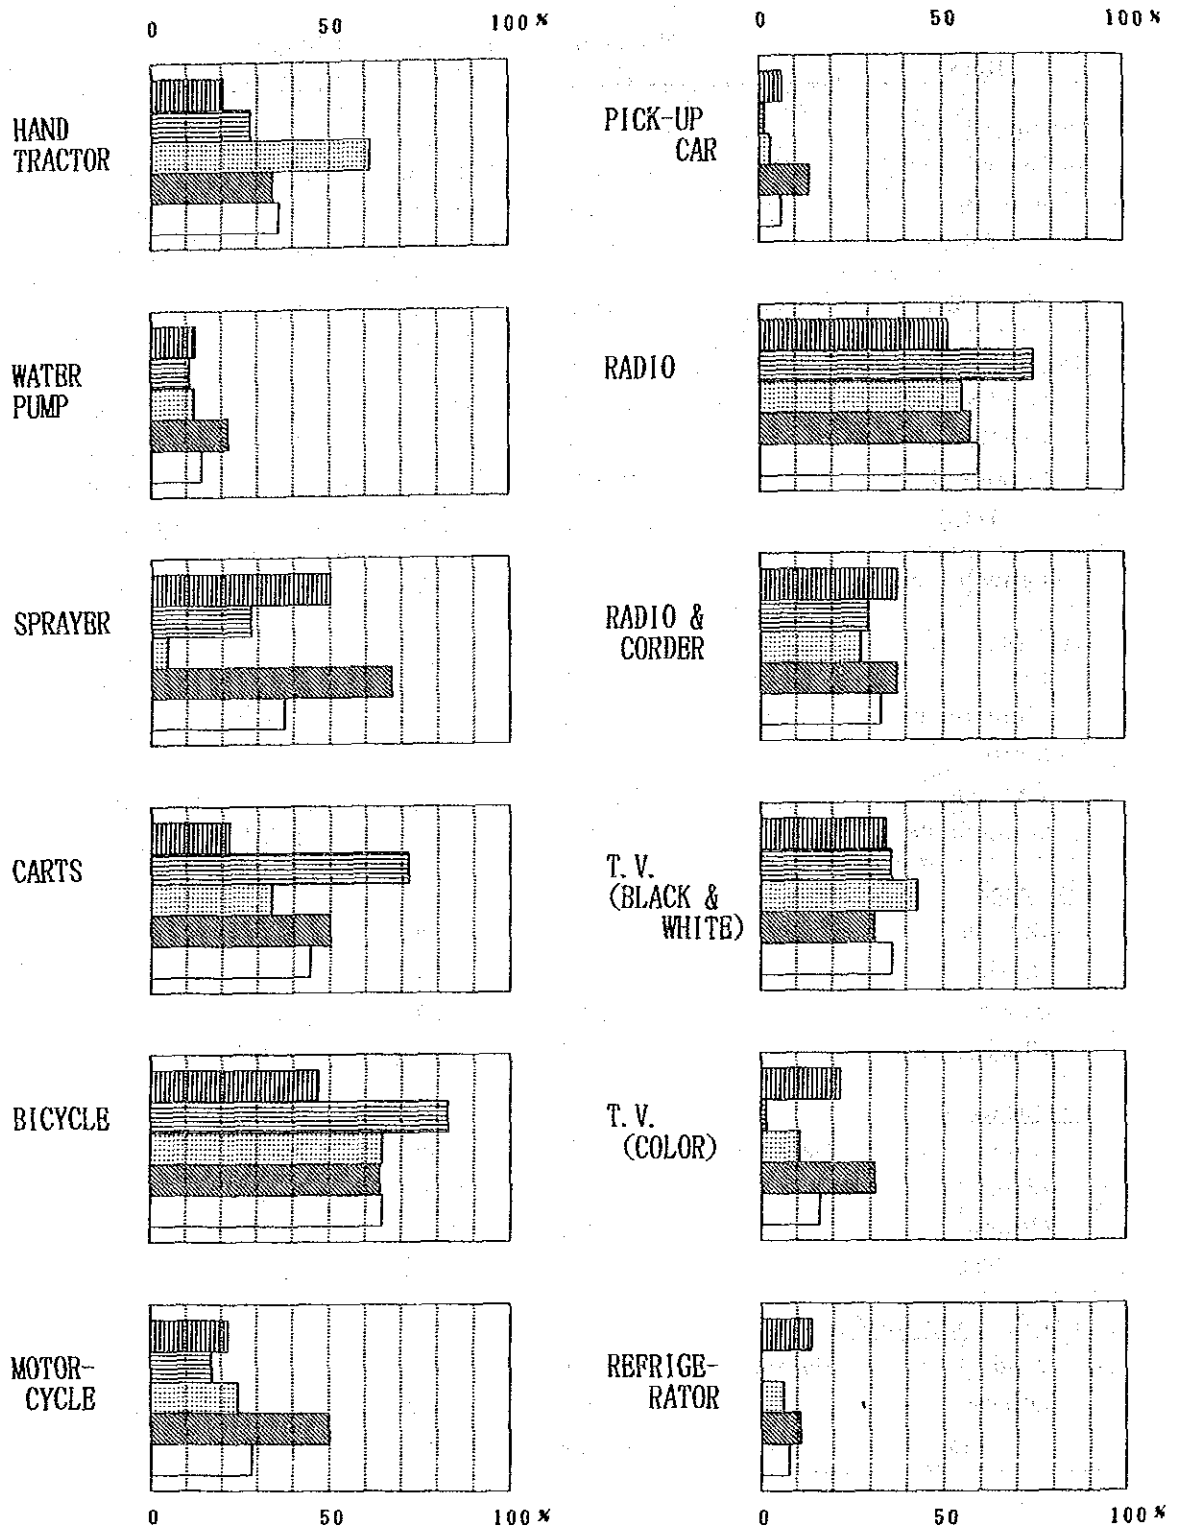 0 50 100 %
HAND
TRACTOR
WATER
PUMP
SPRAYER
CARTS
BICYCLE
MOTOR-
CYCLE
0 50 100 %
0 50 100 %
PICK-UP
CAR
RADIO
RADIO &
CORDER
T.V.
(BLACK &
WHITE)
T.V.
(COLOR)
REFRIGE-
RATOR
0 50 100 %